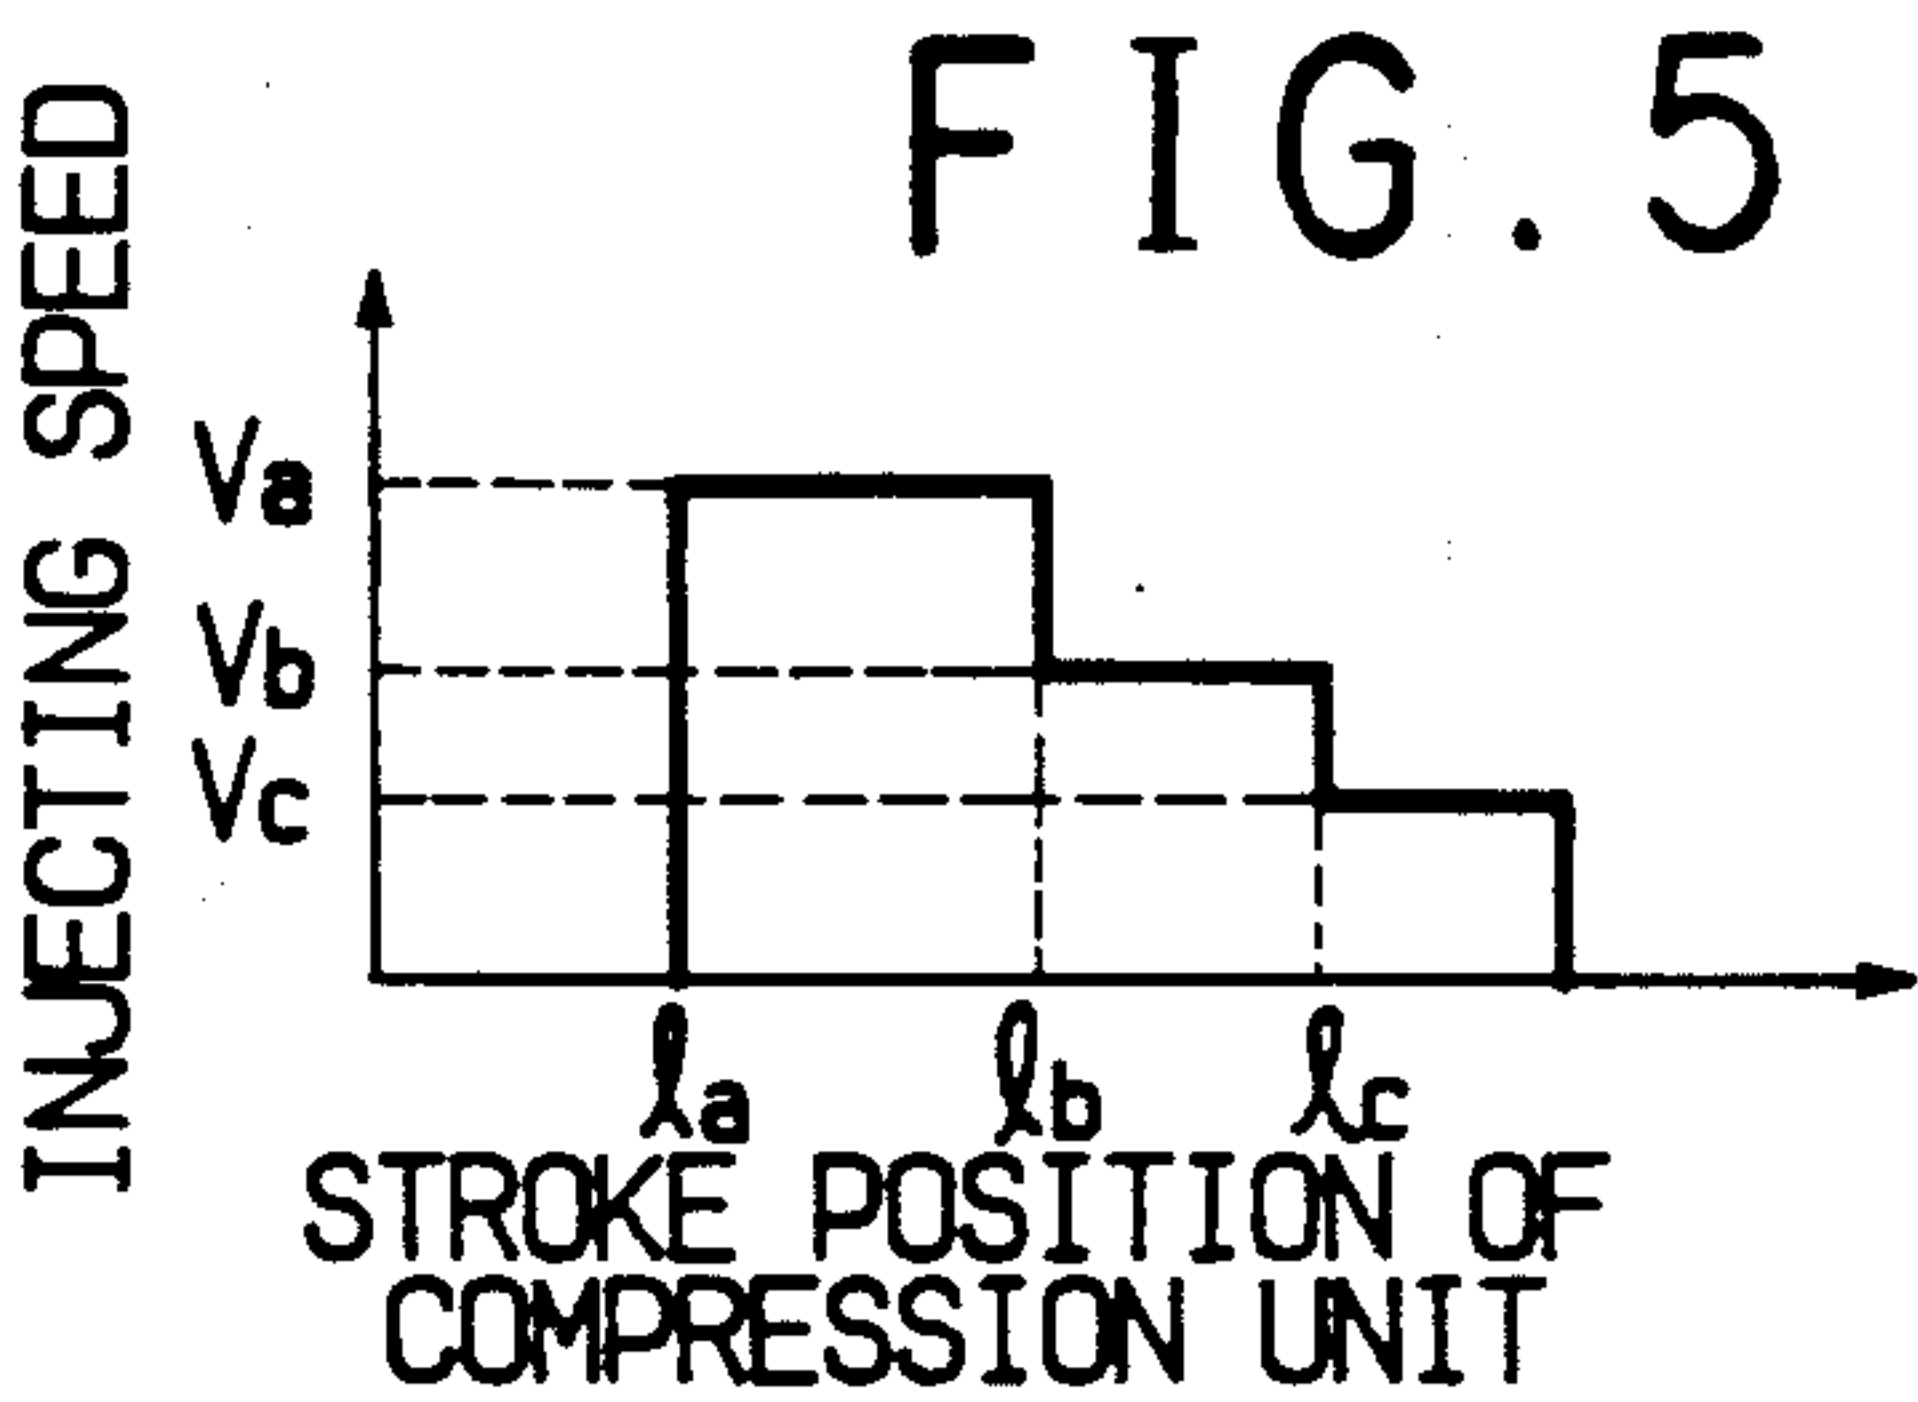 FIG. 5
INJECTING SPEED
Va
Vb
Vc
ℓa ℓb ℓc
STROKE POSITION OF
COMPRESSION UNIT